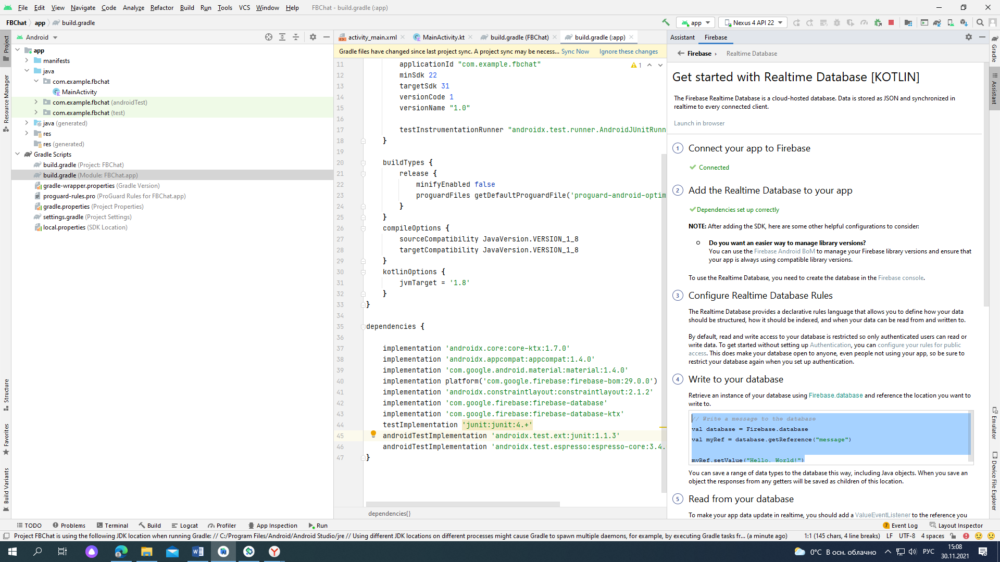 File Edit View Navigate Code Analyze Refactor Build Run Tools VCS Window Help FBChat - build.gradle (:app)
FBChat app build.gradle
app Nexus 4 API 22
Android
activity_main.xml MainActivity.kt build.gradle (FBChat) build.gradle (:app)
Assistant Firebase
Project
Resource Manager
Structure
Favorites
Build Variants
app
manifests
java
com.example.fbchat
MainActivity
com.example.fbchat (androidTest)
com.example.fbchat (test)
java (generated)
res
res (generated)
Gradle Scripts
build.gradle (Project: FBChat)
build.gradle (Module: FBChat.app)
gradle-wrapper.properties (Gradle Version)
proguard-rules.pro (ProGuard Rules for FBChat.app)
gradle.properties (Project Properties)
settings.gradle (Project Settings)
local.properties (SDK Location)
Gradle files have changed since last project sync. A project sync may be necess... Sync Now Ignore these changes
1
11 applicationId "com.example.fbchat"
12 minSdk 22
13 targetSdk 31
14 versionCode 1
15 versionName "1.0"
16
17 testInstrumentationRunner "androidx.test.runner.AndroidJUnitRunn
18 }
19
20 buildTypes {
21 release {
22 minifyEnabled false
23 proguardFiles getDefaultProguardFile('proguard-android-optim
24 }
25 }
26 compileOptions {
27 sourceCompatibility JavaVersion.VERSION_1_8
28 targetCompatibility JavaVersion.VERSION_1_8
29 }
30 kotlinOptions {
31 jvmTarget = '1.8'
32 }
33 }
34
35 dependencies {
36
37 implementation 'androidx.core:core-ktx:1.7.0'
38 implementation 'androidx.appcompat:appcompat:1.4.0'
39 implementation 'com.google.android.material:material:1.4.0'
40 implementation platform('com.google.firebase:firebase-bom:29.0.0')
41 implementation 'androidx.constraintlayout:constraintlayout:2.1.2'
42 implementation 'com.google.firebase:firebase-database'
43 implementation 'com.google.firebase:firebase-database-ktx'
44 testImplementation 'junit:junit:4.+'
45 androidTestImplementation 'androidx.test.ext:junit:1.1.3'
46 androidTestImplementation 'androidx.test.espresso:espresso-core:3.4.
47 }
dependencies{}
Firebase › Realtime Database
Get started with Realtime Database [KOTLIN]
The Firebase Realtime Database is a cloud-hosted database. Data is stored as JSON and synchronized in
realtime to every connected client.
Launch in browser
1 Connect your app to Firebase
Connected
2 Add the Realtime Database to your app
Dependencies set up correctly
NOTE: After adding the SDK, here are some other helpful configurations to consider:
Do you want an easier way to manage library versions?
You can use the Firebase Android BoM to manage your Firebase library versions and ensure that
your app is always using compatible library versions.
To use the Realtime Database, you need to create the database in the Firebase console.
3 Configure Realtime Database Rules
The Realtime Database provides a declarative rules language that allows you to define how your data
should be structured, how it should be indexed, and when your data can be read from and written to.
By default, read and write access to your database is restricted so only authenticated users can read or
write data. To get started without setting up Authentication, you can configure your rules for public
access. This does make your database open to anyone, even people not using your app, so be sure to
restrict your database again when you set up authentication.
4 Write to your database
Retrieve an instance of your database using Firebase.database and reference the location you want to
write to.
// Write a message to the database
val database = Firebase.database
val myRef = database.getReference("message")
myRef.setValue("Hello, World!")
You can save a range of data types to the database this way, including Java objects. When you save an
object the responses from any getters will be saved as children of this location.
5 Read from your database
To make your app data update in realtime, you should add a ValueEventListener to the reference you
Gradle
Assistant
Emulator
Device File Explorer
TODO Problems Terminal Build Logcat Profiler App Inspection Run 7 Event Log Layout Inspector
Project FBChat is using the following JDK location when running Gradle: // C:/Program Files/Android/Android Studio/jre // Using different JDK locations on different processes might cause Gradle to spawn multiple daemons, for example, by executing Gradle tasks fr... (a minute ago) 1:1 (145 chars, 4 line breaks) LF UTF-8 4 spaces
0°C В осн. облачно РУС 15:08
30.11.2021